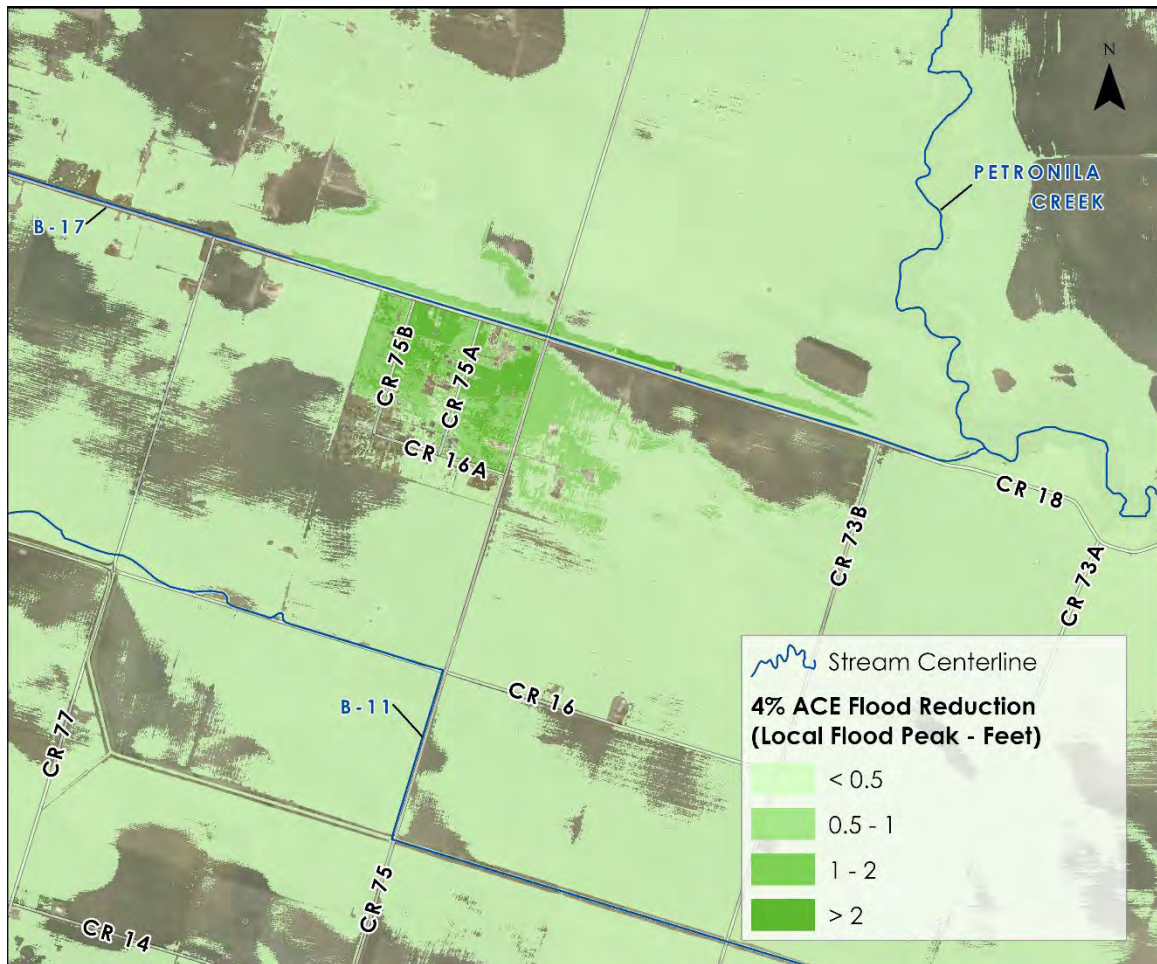 N
PETRONILA
CREEK
B-17
CR 75B
CR 75A
CR 16A
CR 18
CR 73B
CR 73A
CR 16
B-11
CR 77
CR 75
CR 14
Stream Centerline
4% ACE Flood Reduction
(Local Flood Peak - Feet)
< 0.5
0.5 - 1
1 - 2
> 2